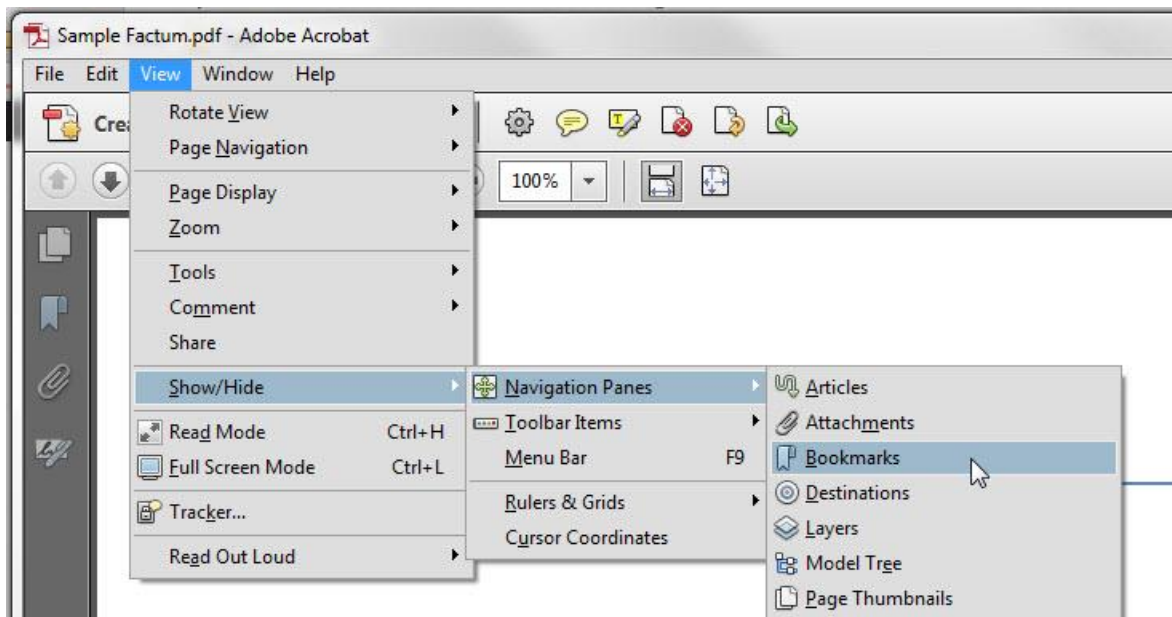 Sample Factum.pdf - Adobe Acrobat
File Edit View Window Help
Rotate View
Page Navigation
100%
Page Display
Zoom
Tools
Comment
Share
Show/Hide
Read Mode Ctrl+H
Full Screen Mode Ctrl+L
Tracker...
Read Out Loud
Navigation Panes
Toolbar Items
Menu Bar F9
Rulers & Grids
Cursor Coordinates
Articles
Attachments
Bookmarks
Destinations
Layers
Model Tree
Page Thumbnails